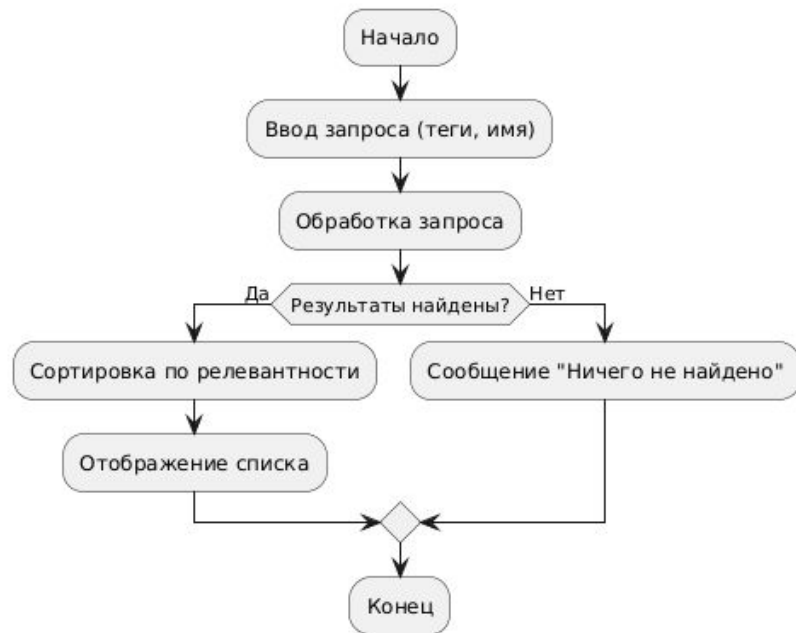 Начало
Ввод запроса (теги, имя)
Обработка запроса
Да
Результаты найдены?
Нет
Сортировка по релевантности
Сообщение "Ничего не найдено"
Отображение списка
Конец